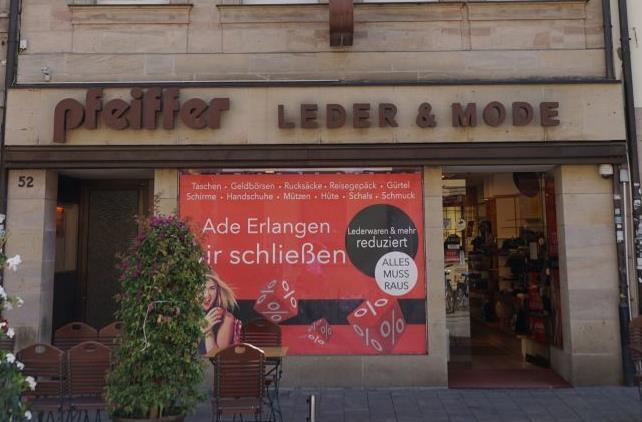 pfeiffer LEDER & MODE
52
Taschen • Geldbörsen • Rucksäcke • Reisegepäck • Gürtel
Schirme • Handschuhe • Mützen • Hüte • Schals • Schmuck
Ade Erlangen
ir schließen
Lederwaren & mehr
reduziert
ALLES
MUSS
RAUS
%
%
%
%
%
%